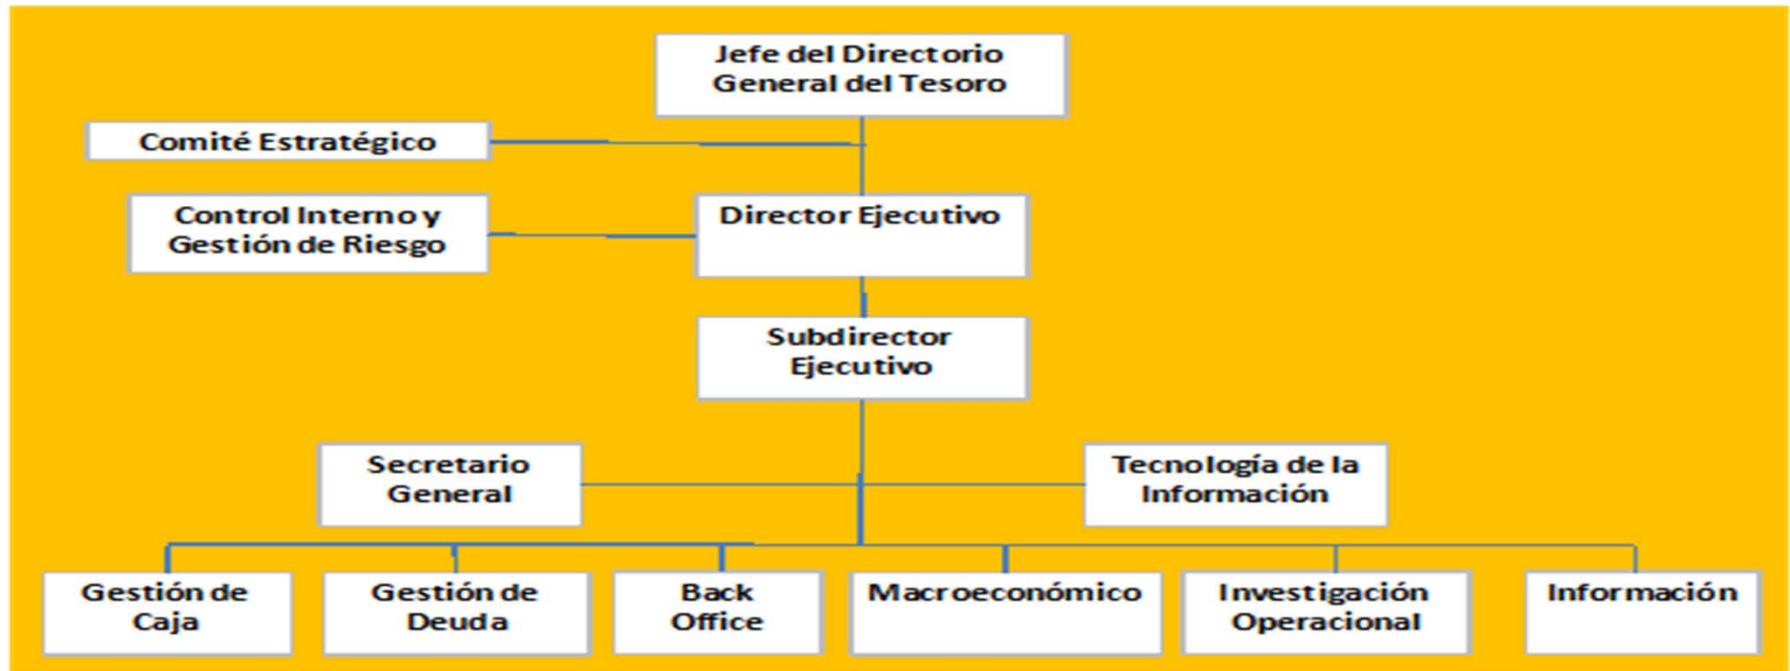 Jefe del Directorio
General del Tesoro
Comité Estratégico
Control Interno y
Gestión de Riesgo
Director Ejecutivo
Subdirector
Ejecutivo
Secretario
General
Tecnología de la
Información
Gestión de
Caja
Gestión de
Deuda
Back
Office
Macroeconómico
Investigación
Operacional
Información